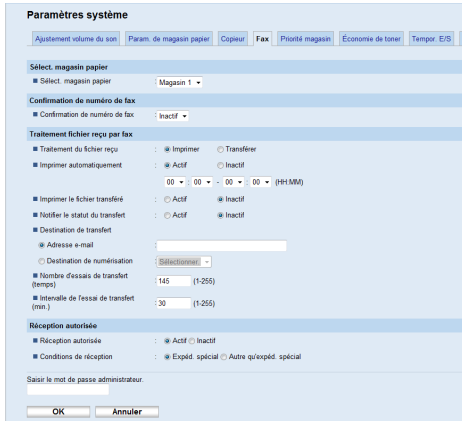 Paramètres système
Ajustement volume du son Param. de magasin papier Copieur Fax Priorité magasin Économie de toner Tempor. E/S
Sélect. magasin papier
Sélect. magasin papier : Magasin 1
Confirmation de numéro de fax
Confirmation de numéro de fax : Inactif
Traitement fichier reçu par fax
Traitement du fichier reçu : Imprimer Transférer
Imprimer automatiquement : Actif Inactif
00 : 00 - 00 : 00 (HH:MM)
Imprimer le fichier transféré : Actif Inactif
Notifier le statut du transfert : Actif Inactif
Destination de transfert
Adresse e-mail :
Destination de numérisation : Sélectionner.
Nombre d'essais de transfert (temps) : 145 (1-255)
Intervalle de l'essai de transfert (min.) : 30 (1-255)
Réception autorisée
Réception autorisée : Actif Inactif
Conditions de réception : Expéd. spécial Autre qu'expéd. spécial
Saisir le mot de passe administrateur.
OK Annuler